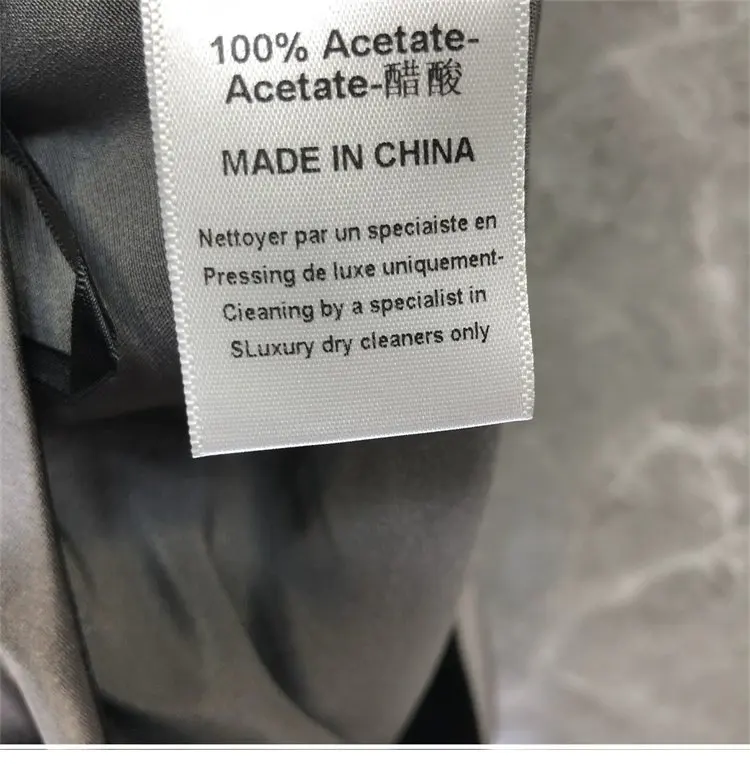 100% Acetate-
Acetate-醋酸
MADE IN CHINA
Nettoyer par un speciaiste en
Pressing de luxe uniquement-
Cieaning by a specialist in
SLuxury dry cleaners only